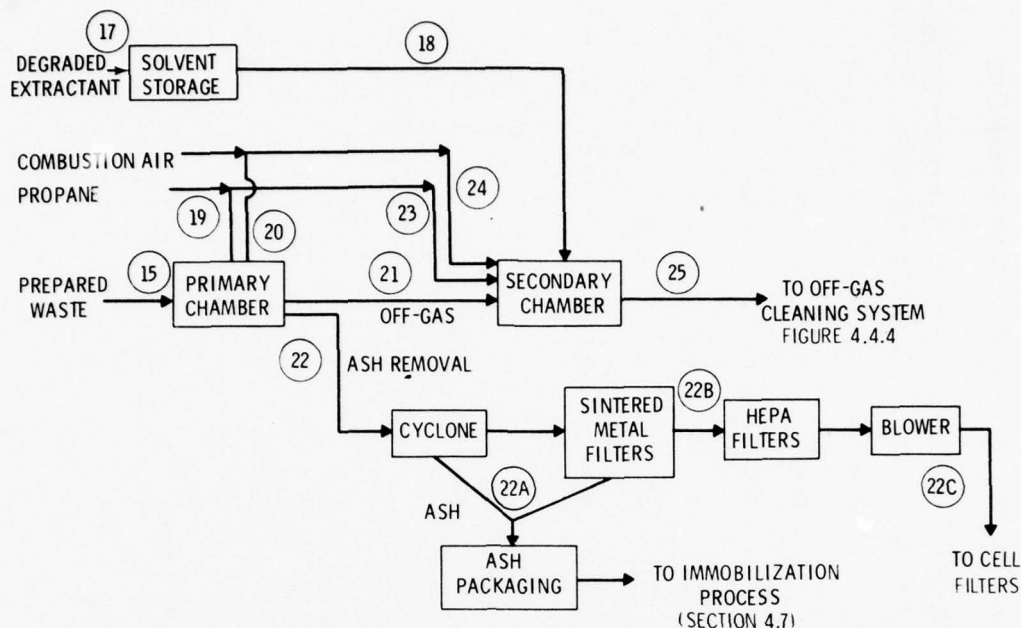 17
18
DEGRADED
EXTRACTANT
SOLVENT
STORAGE
COMBUSTION AIR
PROPANE
24
23
19
20
15
21
25
PREPARED
WASTE
PRIMARY
CHAMBER
OFF-GAS
SECONDARY
CHAMBER
TO OFF-GAS
CLEANING SYSTEM
FIGURE 4.4.4
22
ASH REMOVAL
CYCLONE
SINTERED
METAL
FILTERS
22B
HEPA
FILTERS
BLOWER
22A
22C
ASH
ASH
PACKAGING
TO IMMOBILIZATION
PROCESS
(SECTION 4.7)
TO CELL
FILTERS